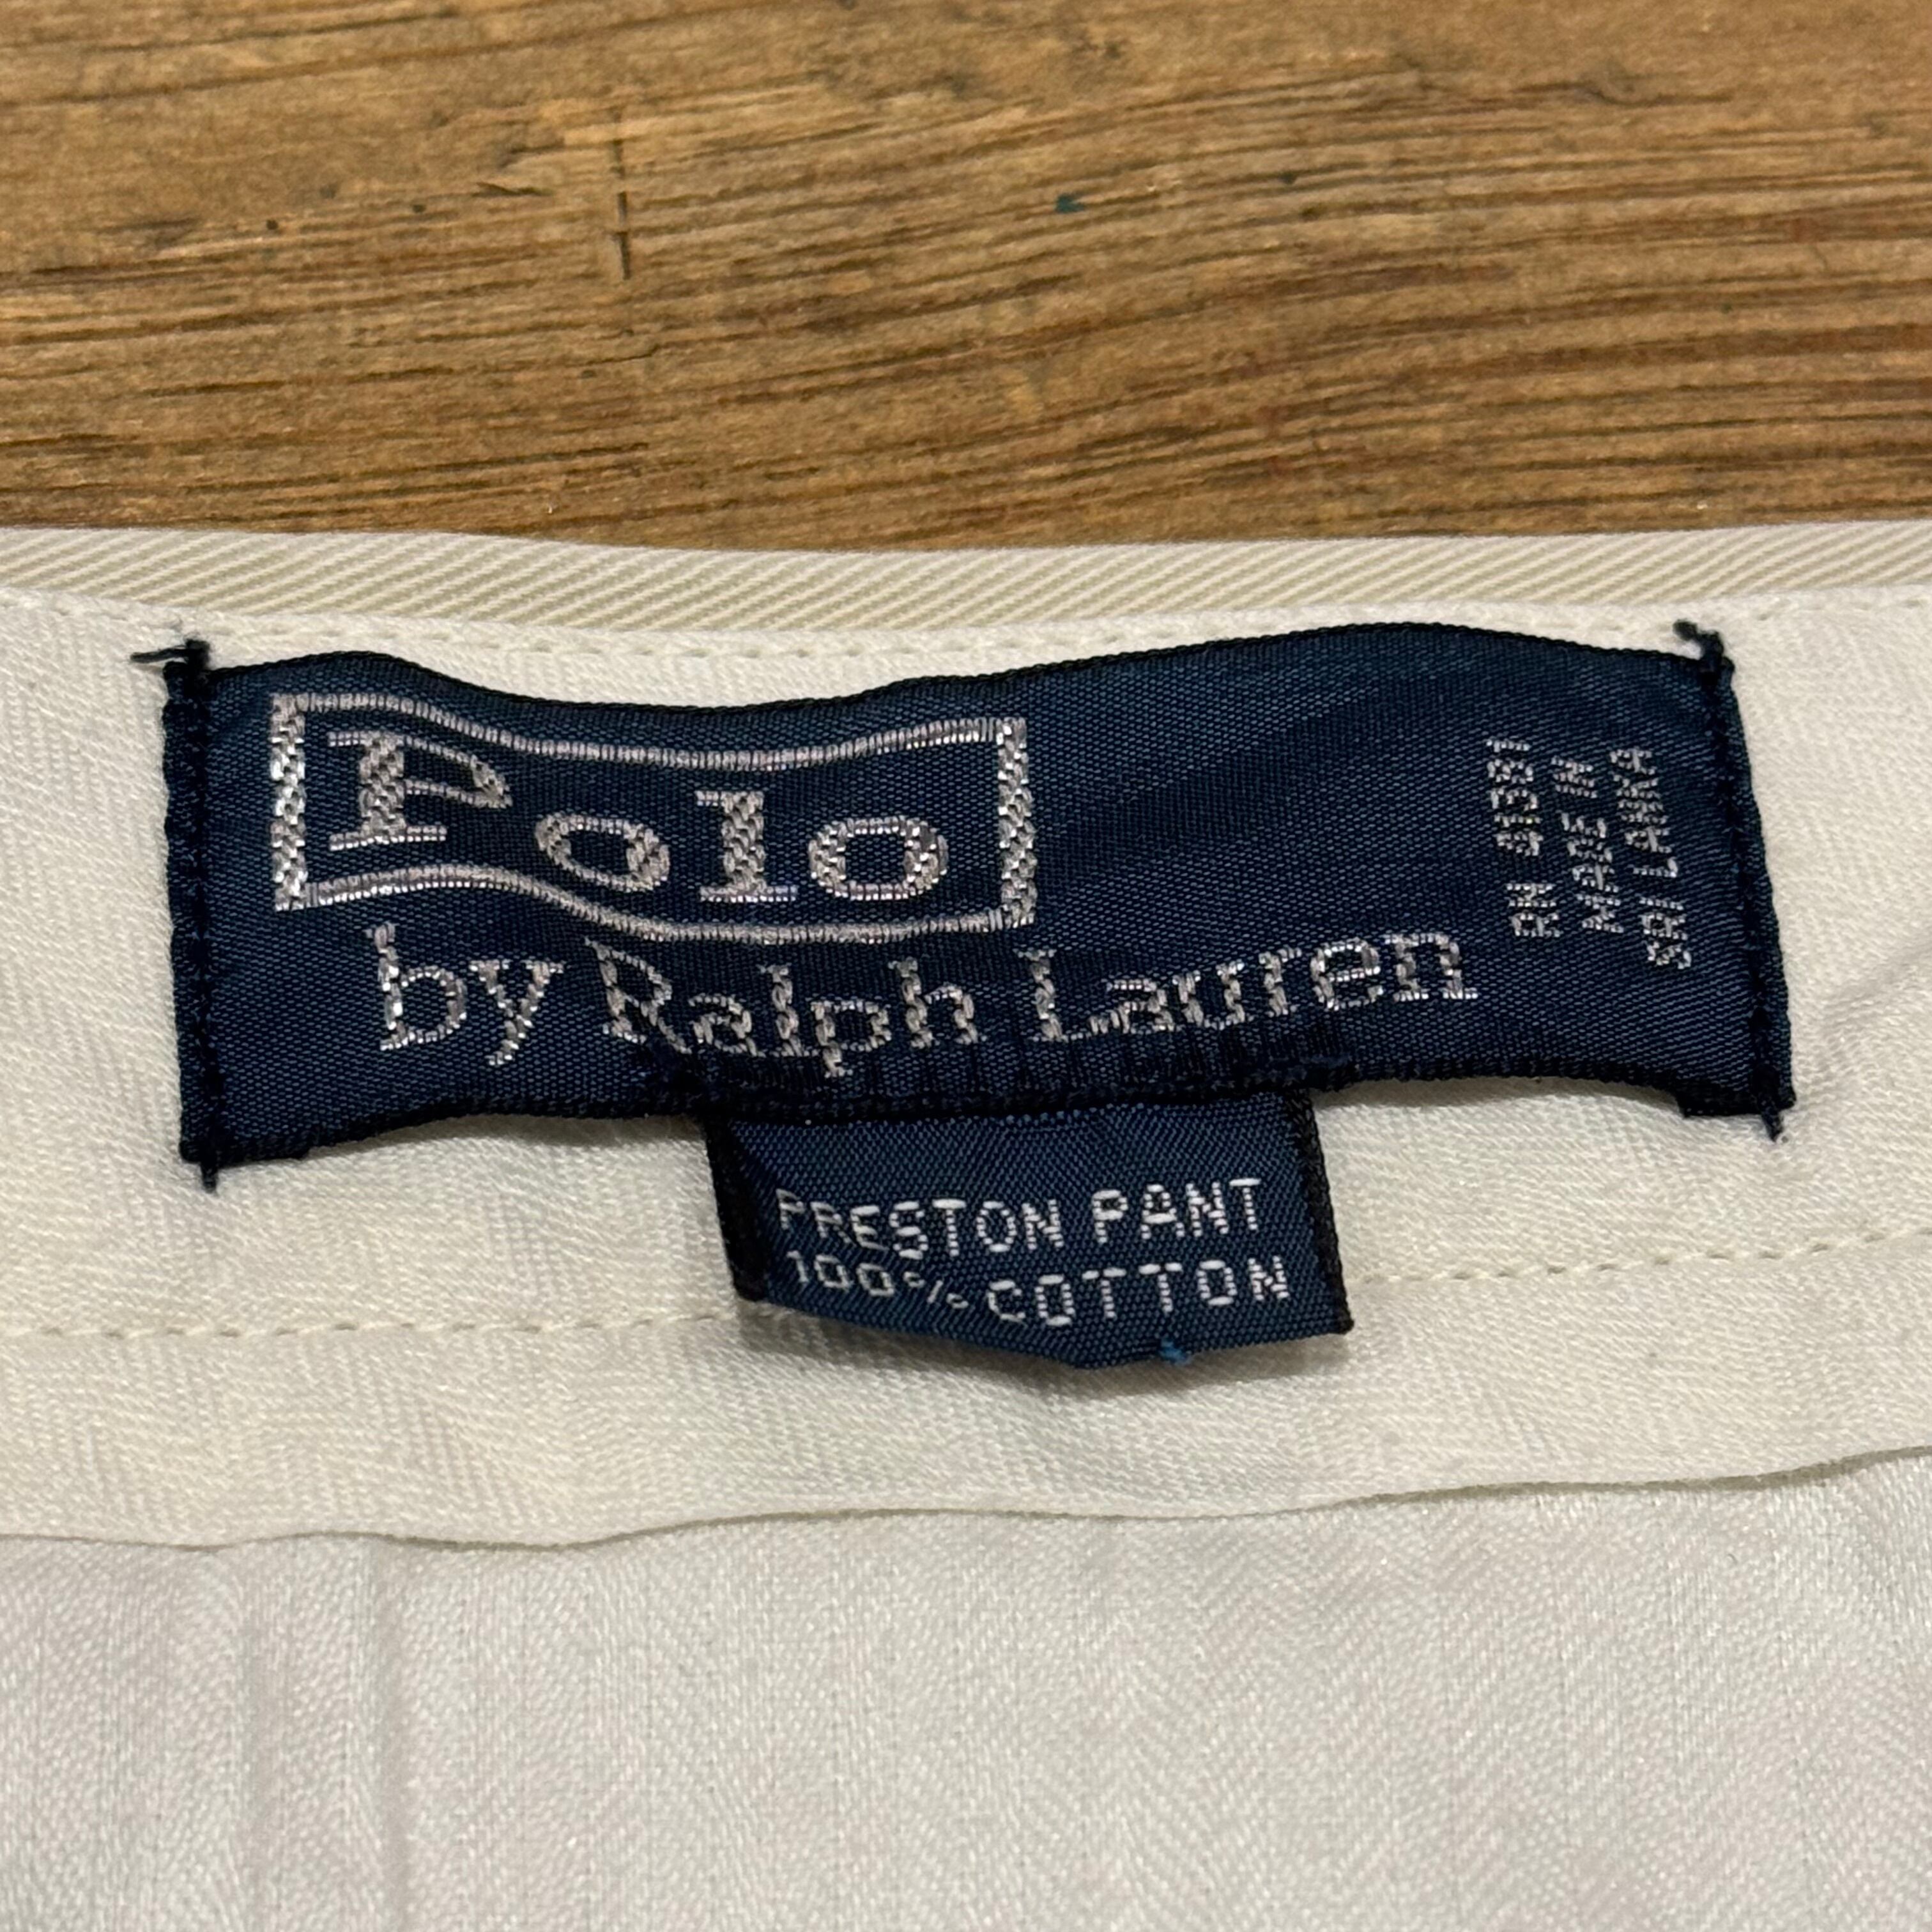 Polo
by Ralph Lauren
RN 41381
MADE IN
SRI LANKA
PRESTON PANT
100% COTTON